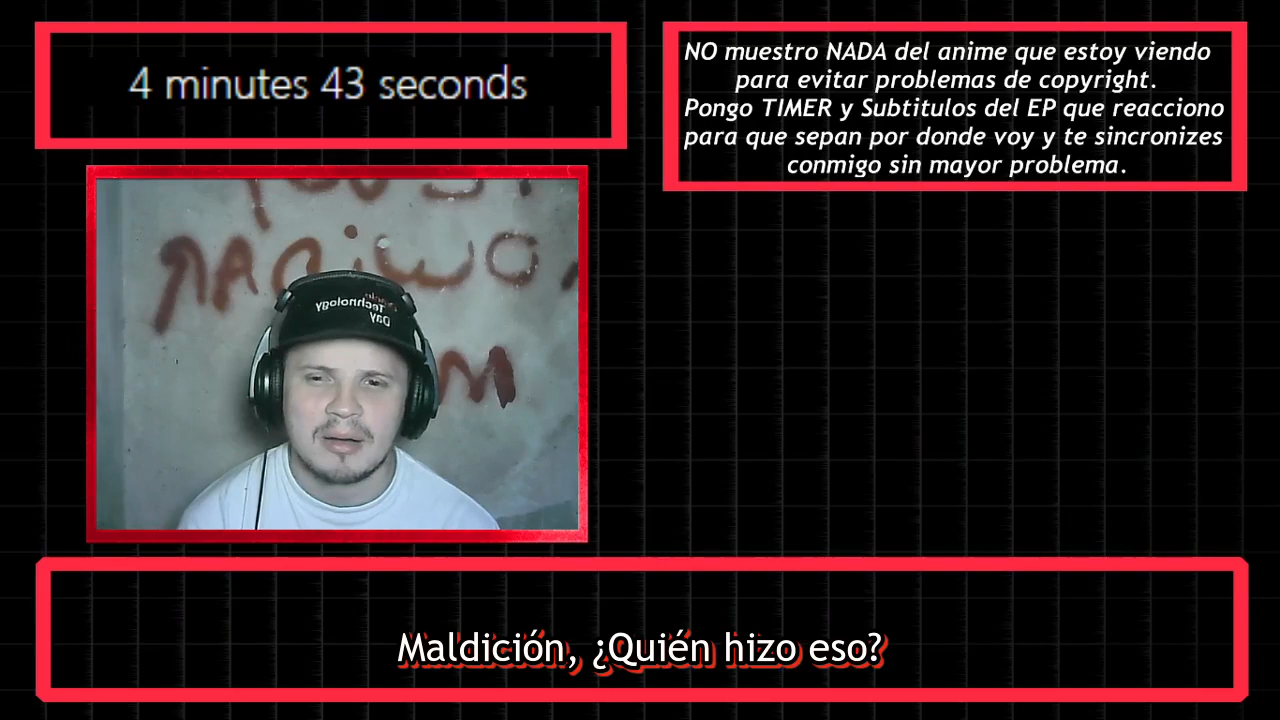 4 minutes 43 seconds
NO muestro NADA del anime que estoy viendo
para evitar problemas de copyright.
Pongo TIMER y Subtitulos del EP que reacciono
para que sepan por donde voy y te sincronizes
conmigo sin mayor problema.
Technology
Day
Maldición, ¿Quién hizo eso?